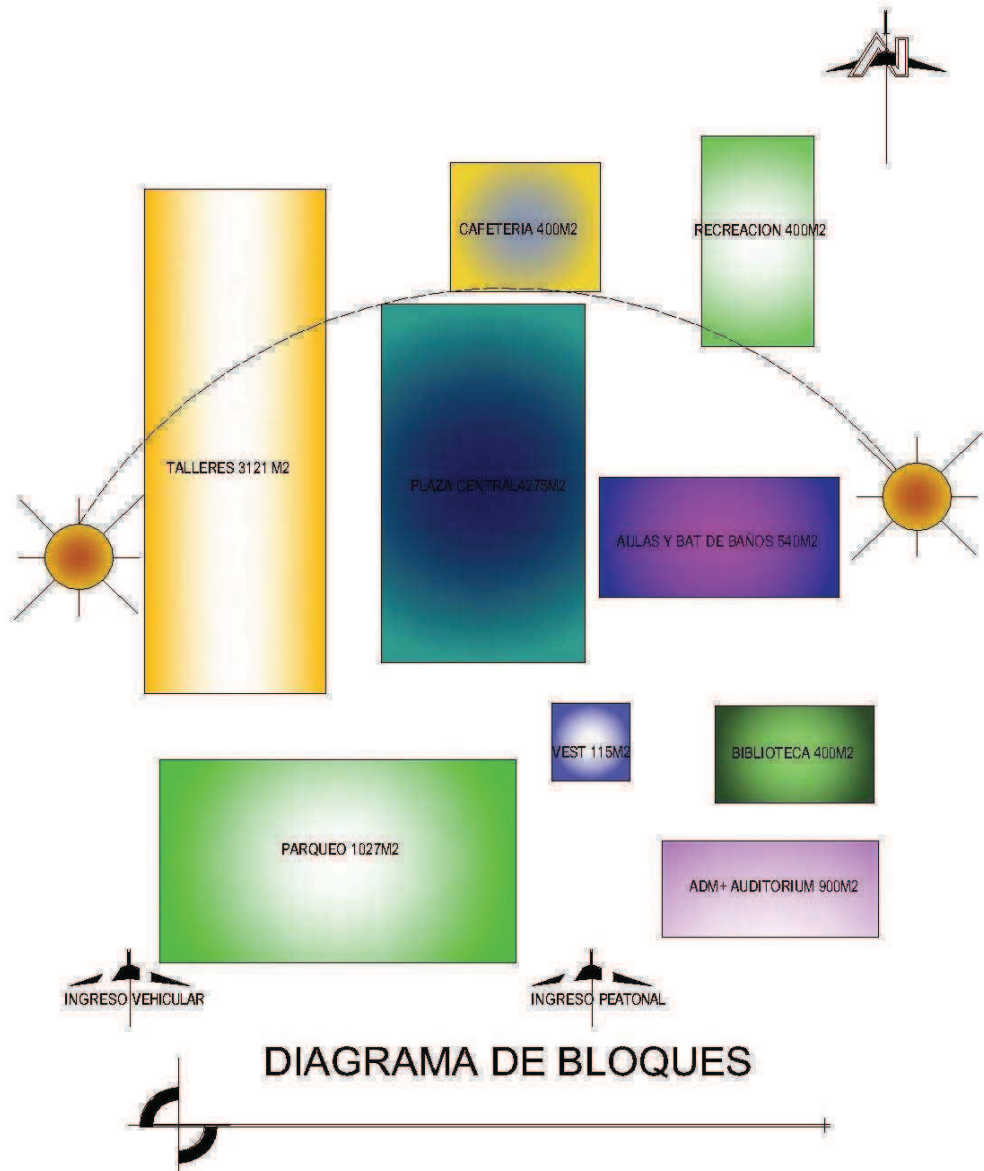 N
CAFETERIA 400M2
RECREACION 400M2
TALLERES 3121 M2
PLAZA CENTRAL4275M2
AULAS Y BAT DE BAÑOS 540M2
VEST 115M2
BIBLIOTECA 400M2
PARQUEO 1027M2
ADM+ AUDITORIUM 900M2
INGRESO VEHICULAR
INGRESO PEATONAL
DIAGRAMA DE BLOQUES